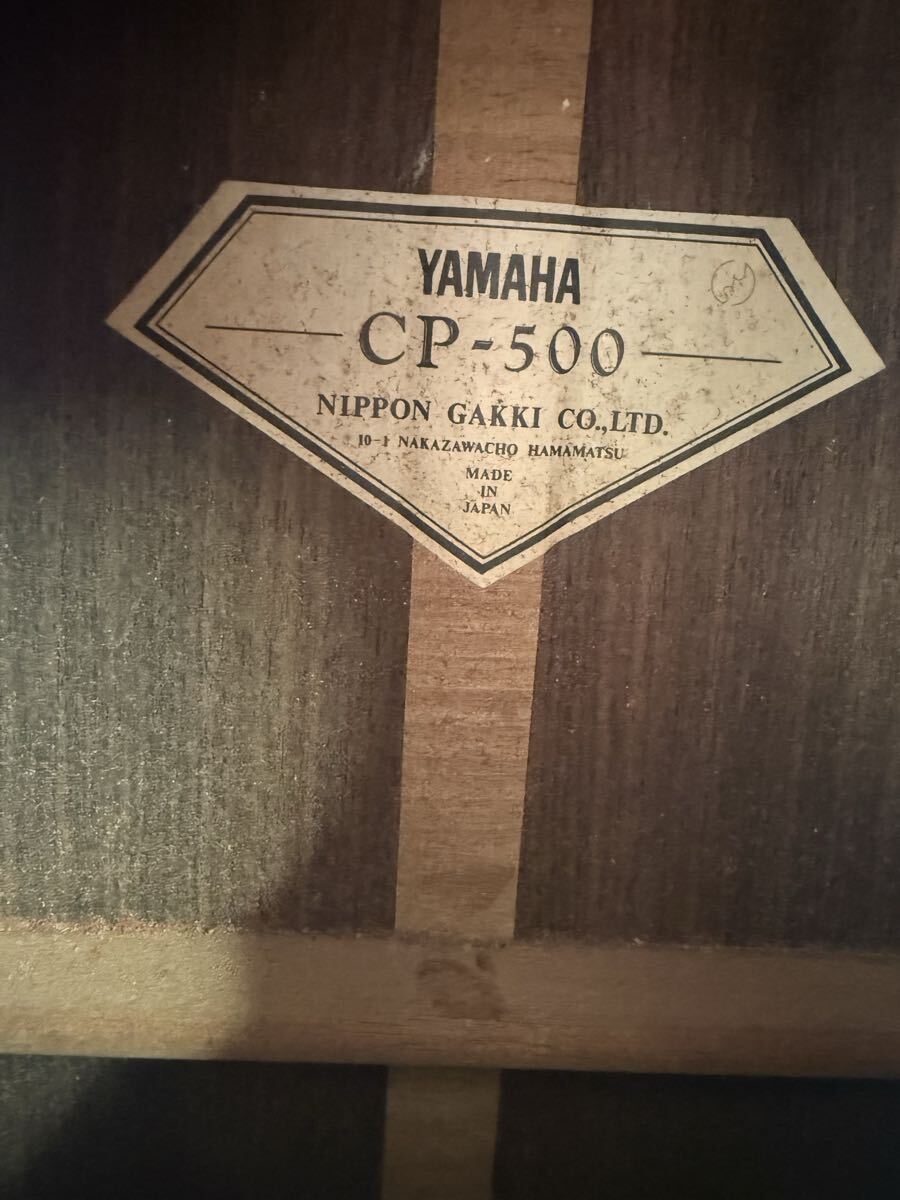 YAMAHA
CP-500
NIPPON GAKKI CO.,LTD.
10-1 NAKAZAWACHO HAMAMATSU
MADE
IN
JAPAN